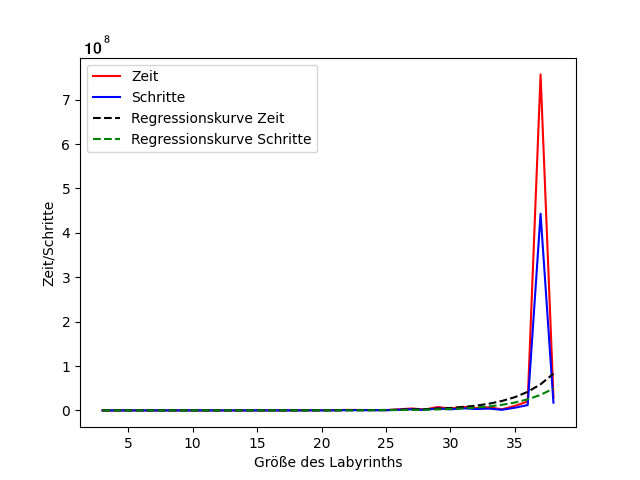 10⁸
Zeit
Schritte
Regressionskurve Zeit
Regressionskurve Schritte
7
6
5
4
3
2
1
0
Zeit/Schritte
5 10 15 20 25 30 35
Größe des Labyrinths